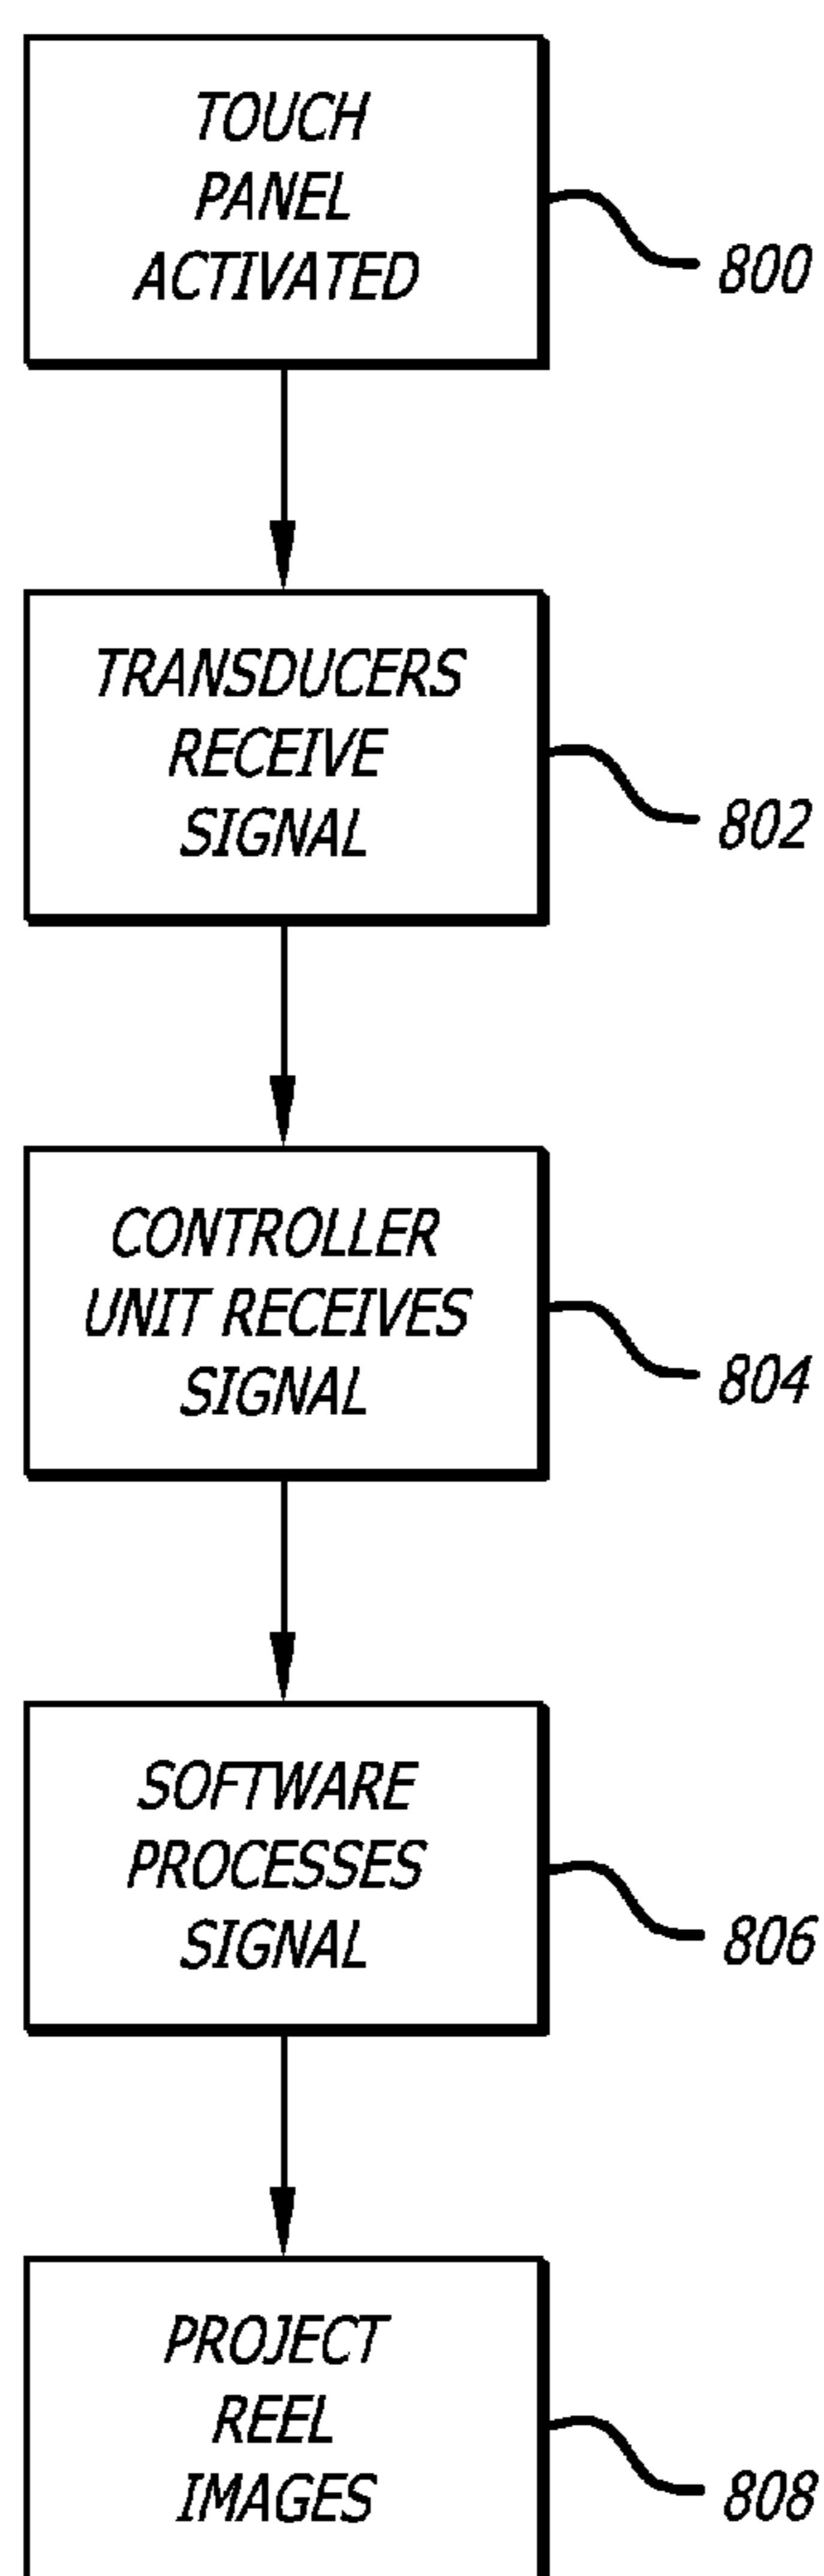 TOUCH
PANEL
ACTIVATED
800
TRANSDUCERS
RECEIVE
SIGNAL
802
CONTROLLER
UNIT RECEIVES
SIGNAL
804
SOFTWARE
PROCESSES
SIGNAL
806
PROJECT
REEL
IMAGES
808